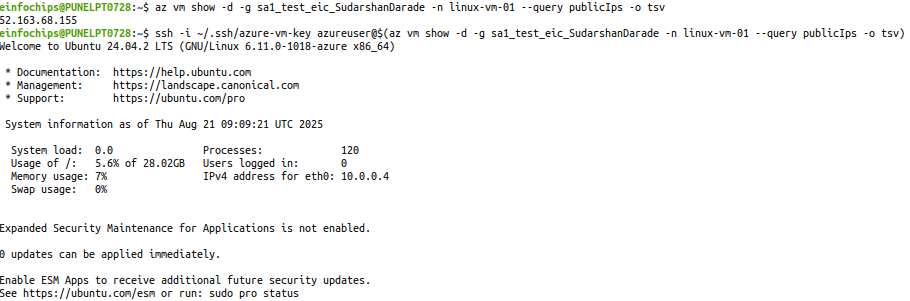 einfochips@PUNELPT0728:~$ az vm show -d -g sa1_test_eic_SudarshanDarade -n linux-vm-01 --query publicIps -o tsv
52.163.68.155
einfochips@PUNELPT0728:~$ ssh -i ~/.ssh/azure-vm-key azureuser@$(az vm show -d -g sa1_test_eic_SudarshanDarade -n linux-vm-01 --query publicIps -o tsv)
Welcome to Ubuntu 24.04.2 LTS (GNU/Linux 6.11.0-1018-azure x86_64)

 * Documentation:  https://help.ubuntu.com
 * Management:     https://landscape.canonical.com
 * Support:        https://ubuntu.com/pro

 System information as of Thu Aug 21 09:09:21 UTC 2025

  System load:  0.0               Processes:             120
  Usage of /:   5.6% of 28.02GB   Users logged in:       0
  Memory usage: 7%                IPv4 address for eth0: 10.0.0.4
  Swap usage:   0%

Expanded Security Maintenance for Applications is not enabled.

0 updates can be applied immediately.

Enable ESM Apps to receive additional future security updates.
See https://ubuntu.com/esm or run: sudo pro status